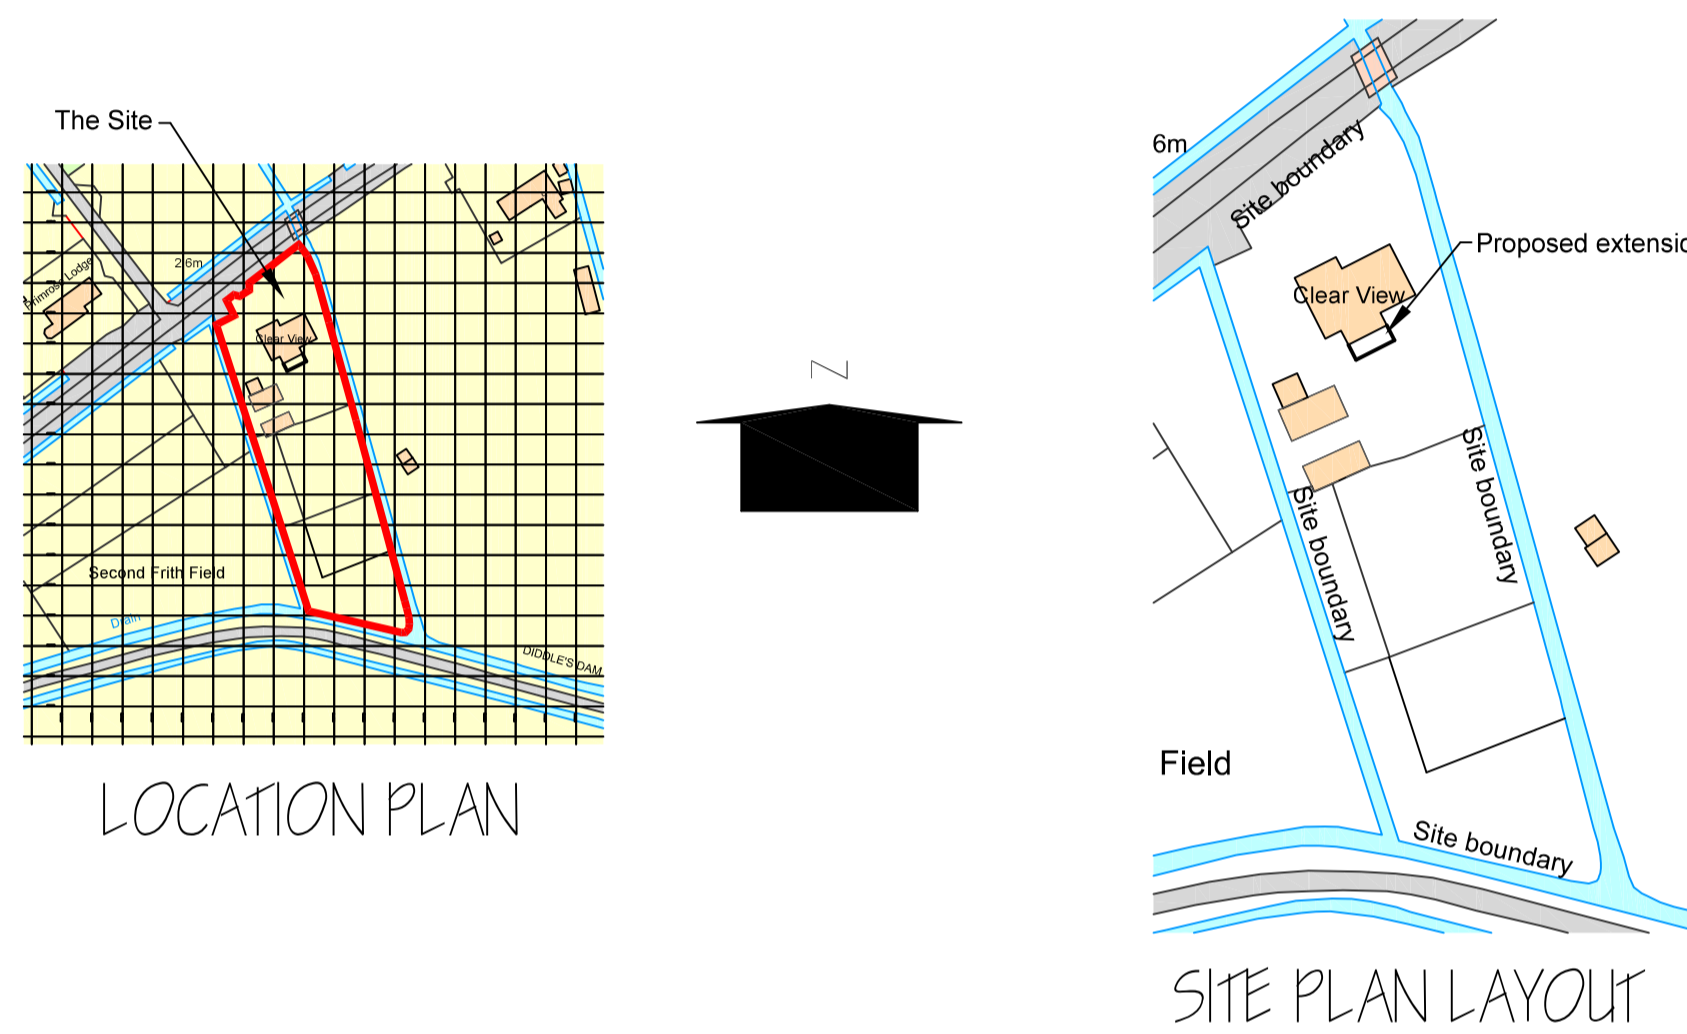 The Site
Primrose Lodge
2.6m
Clear View
Second Frith Field
Drain
DIDDLE'S DAM
LOCATION PLAN
N
6m
Site boundary
Proposed extensio
Clear View
Site boundary
Site boundary
Field
Site boundary
SITE PLAN LAYOUT